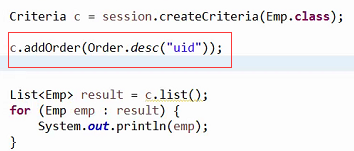 Criteria c = session.createCriteria(Emp.class);
c.addOrder(Order.desc("uid"));
List<Emp> result = c.list();
for (Emp emp : result) {
System.out.println(emp);
}